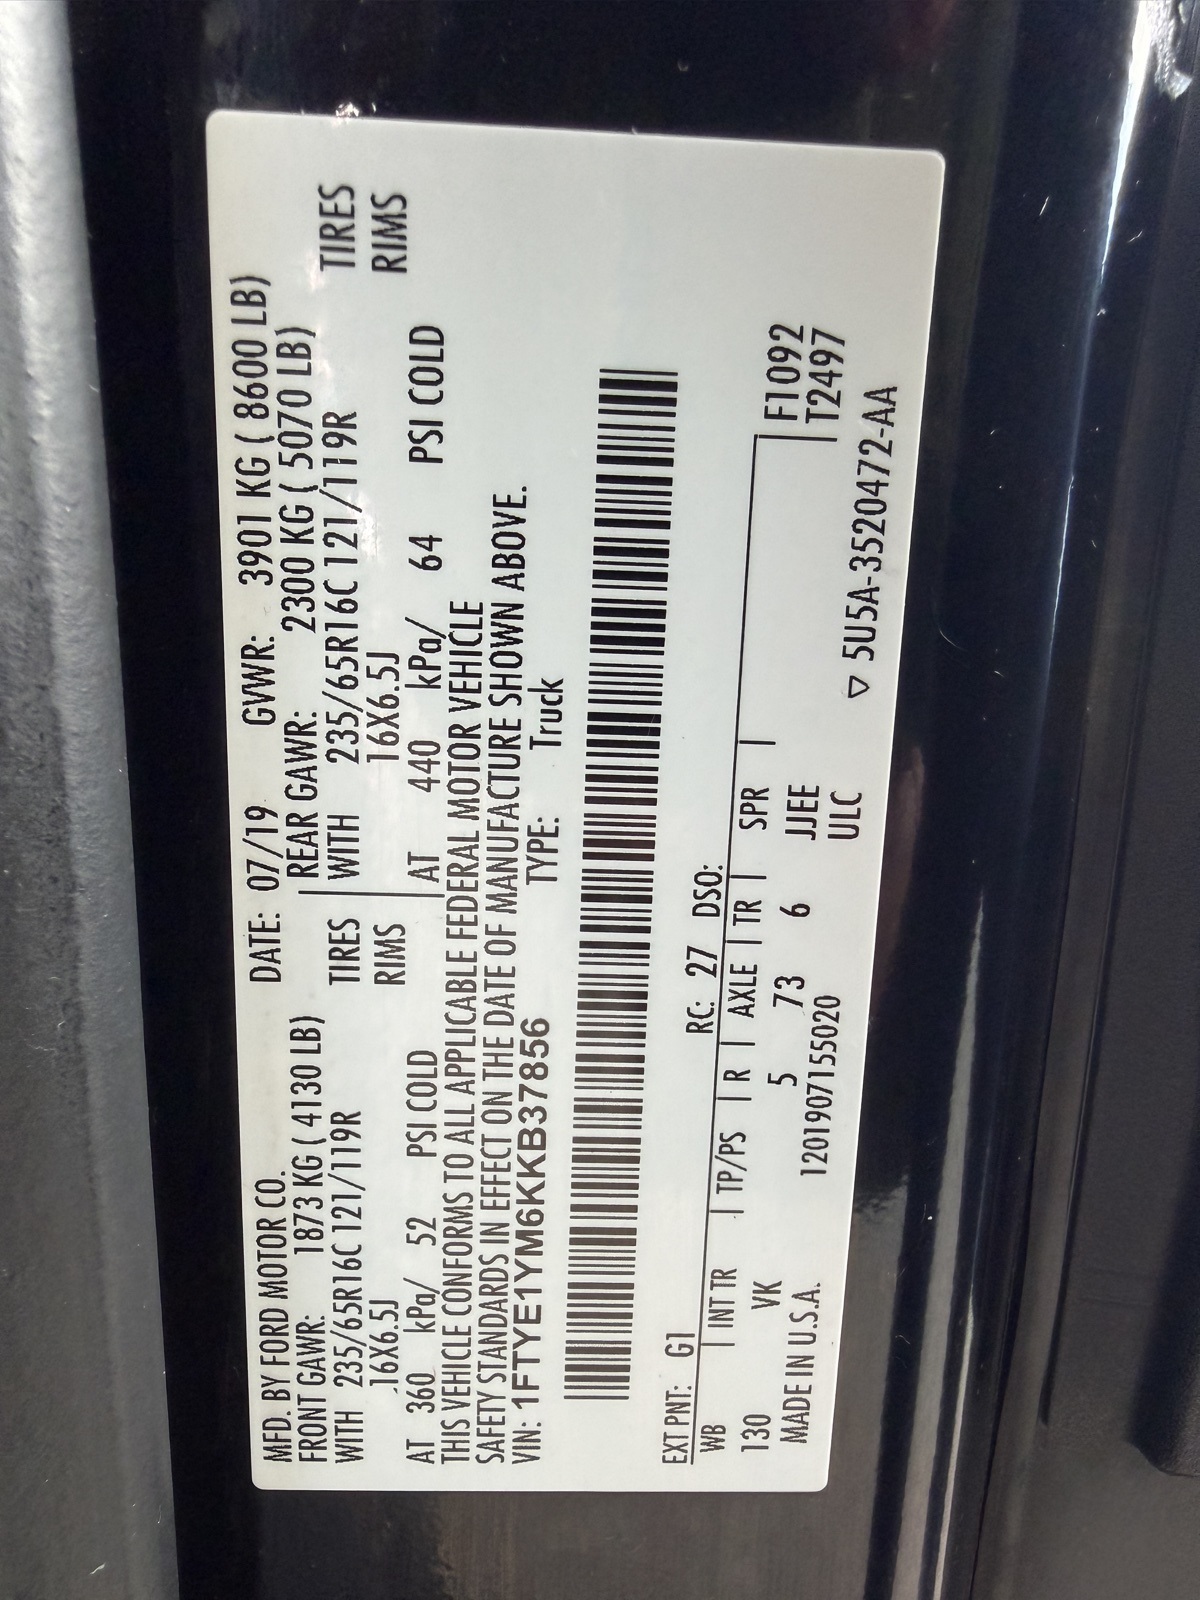 MFD. BY FORD MOTOR CO. DATE: 07/19 GVWR: 3901 KG ( 8600 LB)
FRONT GAWR: 1873 KG ( 4130 LB) REAR GAWR: 2300 KG ( 5070 LB)
WITH 235/65R16C 121/119R TIRES WITH 235/65R16C 121/119R TIRES
16X6.5J RIMS 16X6.5J RIMS
AT 360 kPa/ 52 PSI COLD AT 440 kPa/ 64 PSI COLD
THIS VEHICLE CONFORMS TO ALL APPLICABLE FEDERAL MOTOR VEHICLE
SAFETY STANDARDS IN EFFECT ON THE DATE OF MANUFACTURE SHOWN ABOVE.
VIN: 1FTYE1YM6KKB37856 TYPE: Truck
EXT PNT: G1 RC: 27 DSO:
WB INT TR TP/PS R AXLE TR SPR F1092
130 VK 5 73 6 JJEE T2497
MADE IN U.S.A. 1201907155020 ULC
▽ 5U5A-3520472-AA